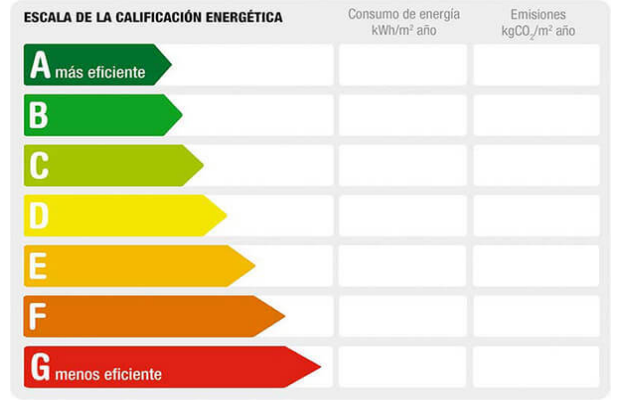 ESCALA DE LA CALIFICACIÓN ENERGÉTICA
Consumo de energía
kWh/m² año
Emisiones
kgCO₂/m² año
A más eficiente
B
C
D
E
F
G menos eficiente